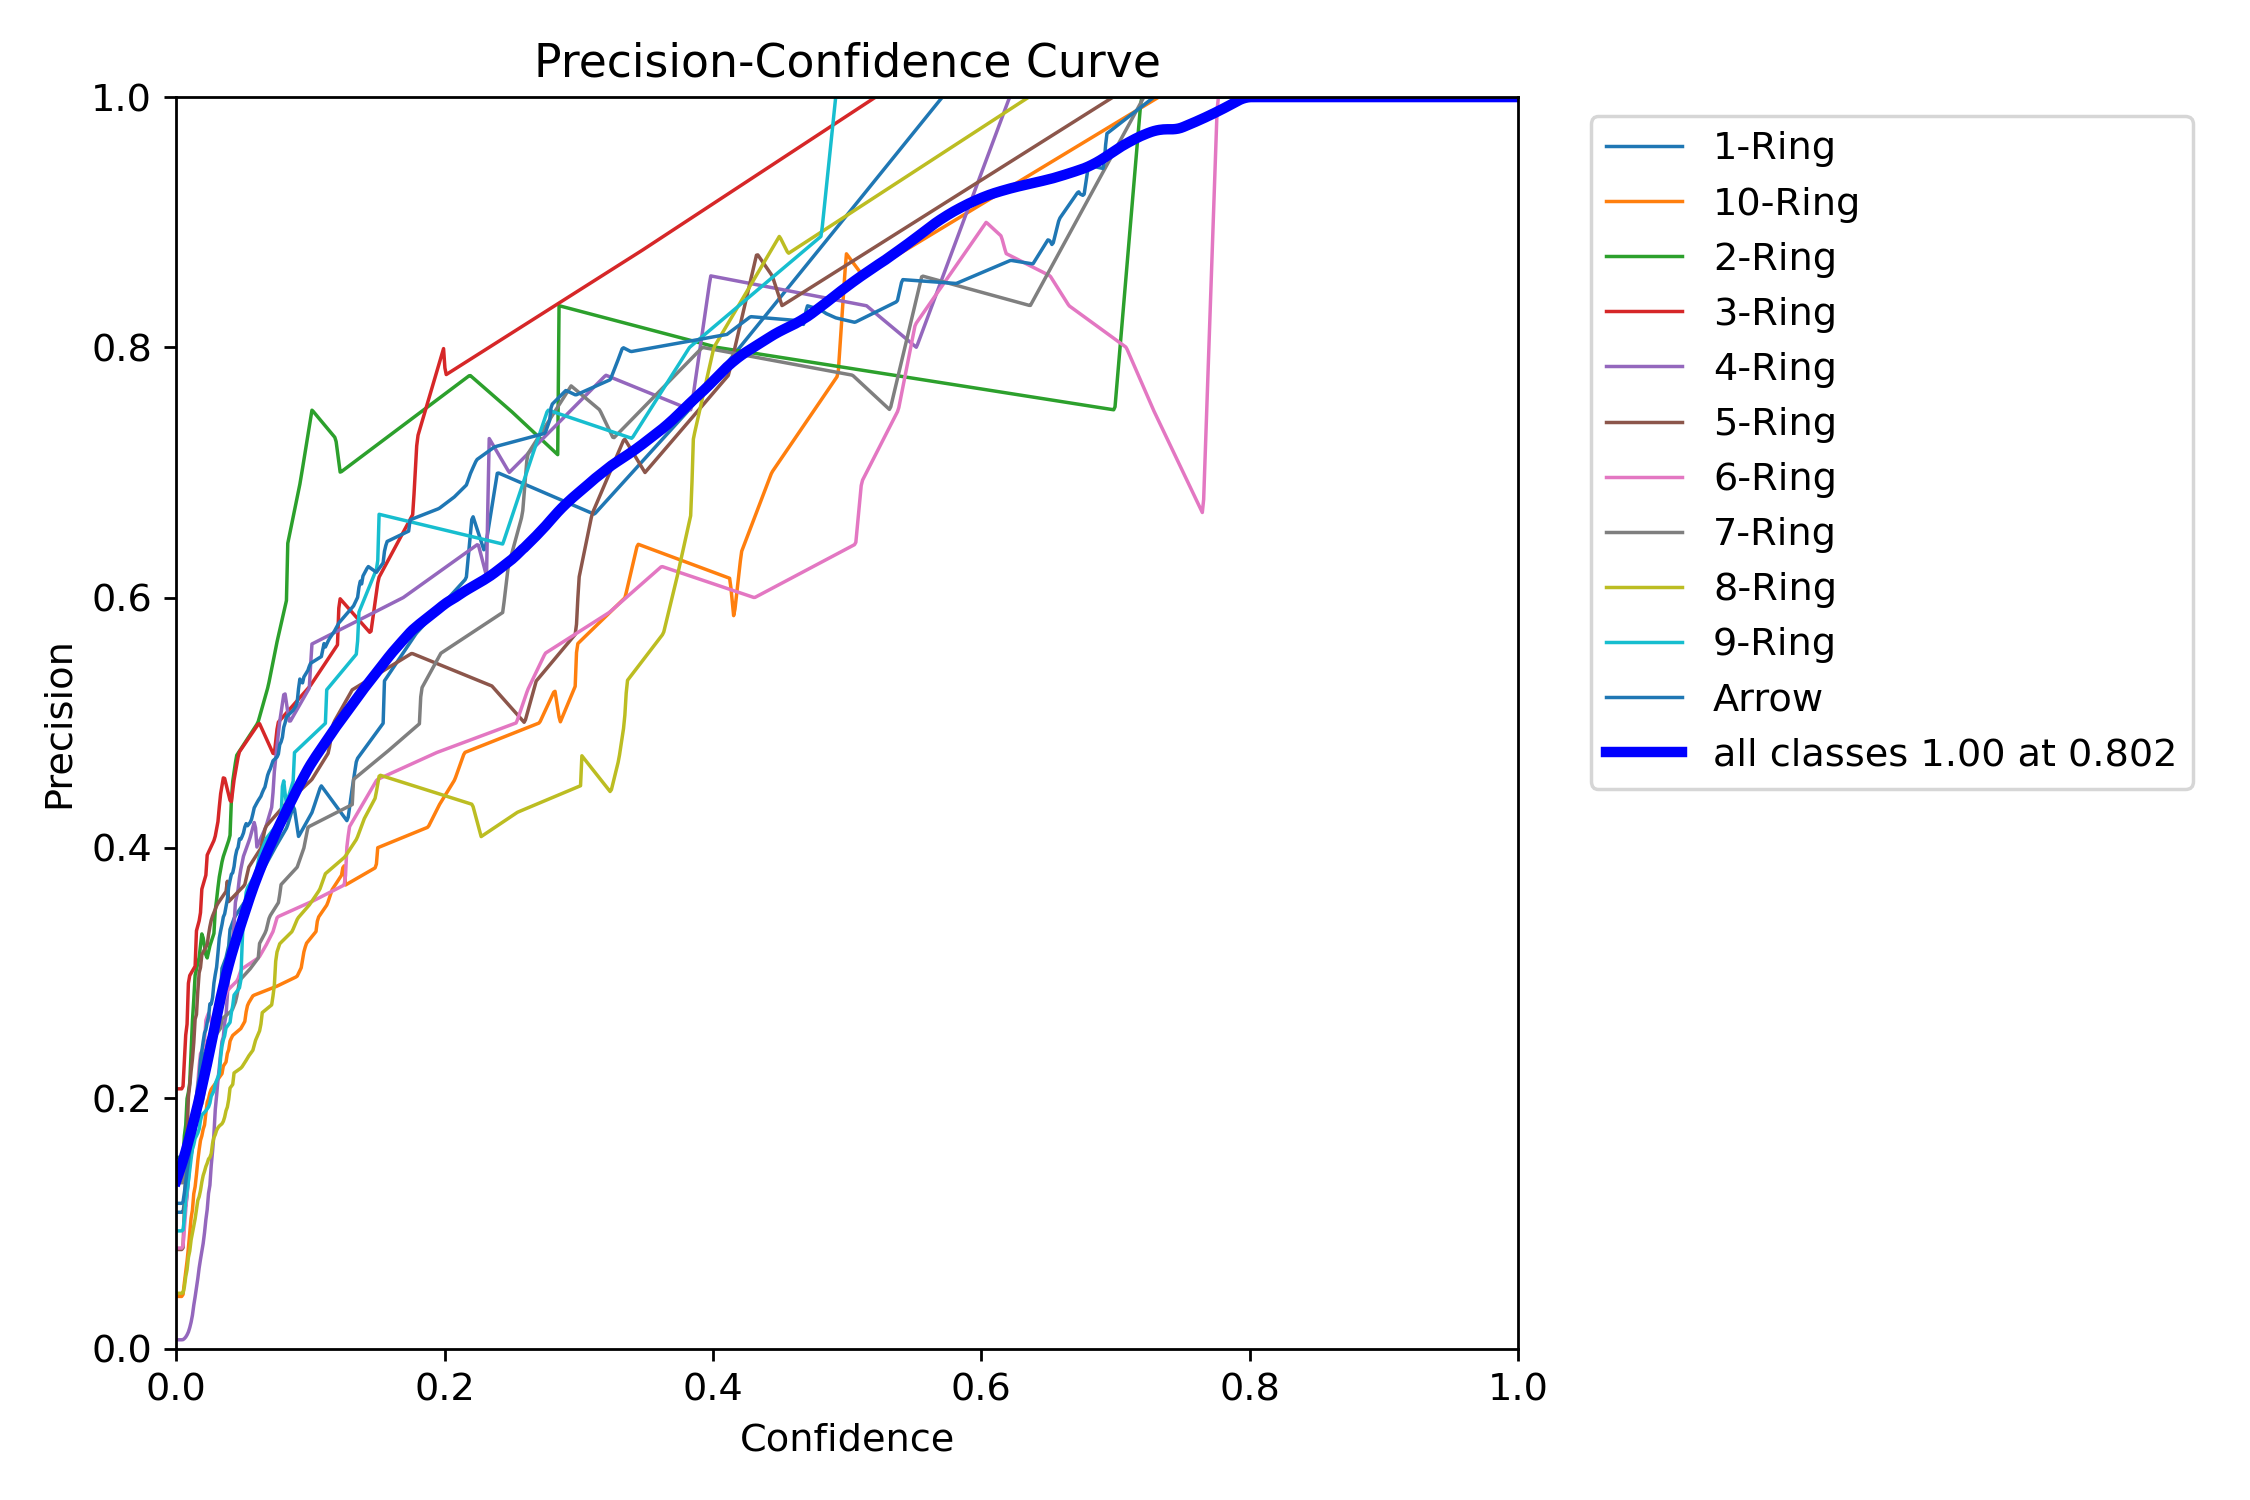 Precision-Confidence Curve
1.0
0.8
0.6
0.4
0.2
0.0
Precision
0.0 0.2 0.4 0.6 0.8 1.0
Confidence
1-Ring
10-Ring
2-Ring
3-Ring
4-Ring
5-Ring
6-Ring
7-Ring
8-Ring
9-Ring
Arrow
all classes 1.00 at 0.802